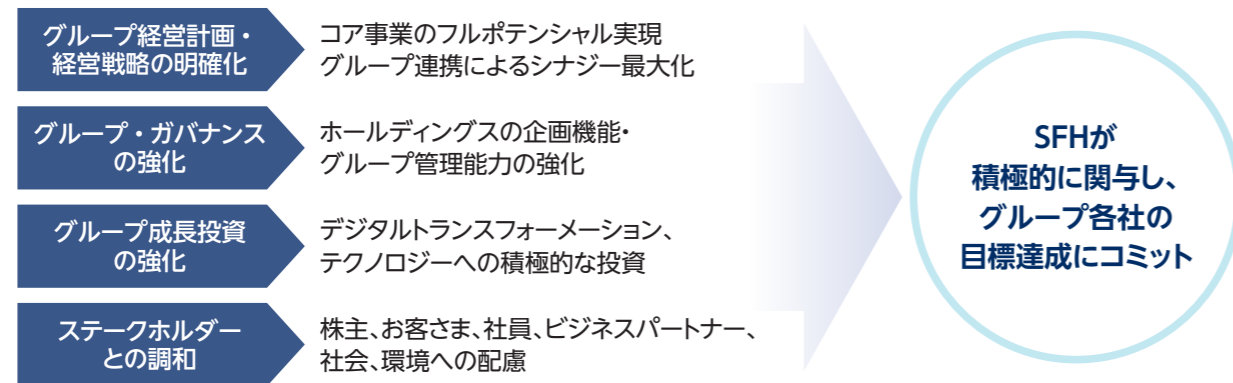 グループ経営計画・
経営戦略の明確化
コア事業のフルポテンシャル実現
グループ連携によるシナジー最大化
グループ・ガバナンス
の強化
ホールディングスの企画機能・
グループ管理能力の強化
グループ成長投資
の強化
デジタルトランスフォーメーション、
テクノロジーへの積極的な投資
ステークホルダー
との調和
株主、お客さま、社員、ビジネスパートナー、
社会、環境への配慮
SFHが
積極的に関与し、
グループ各社の
目標達成にコミット